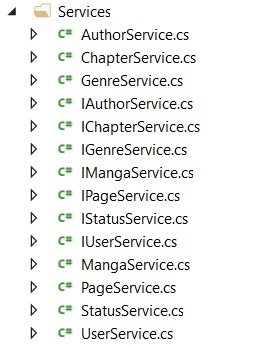 Services
C# AuthorService.cs
C# ChapterService.cs
C# GenreService.cs
C# IAuthorService.cs
C# IChapterService.cs
C# IGenreService.cs
C# IMangaService.cs
C# IPageService.cs
C# IStatusService.cs
C# IUserService.cs
C# MangaService.cs
C# PageService.cs
C# StatusService.cs
C# UserService.cs